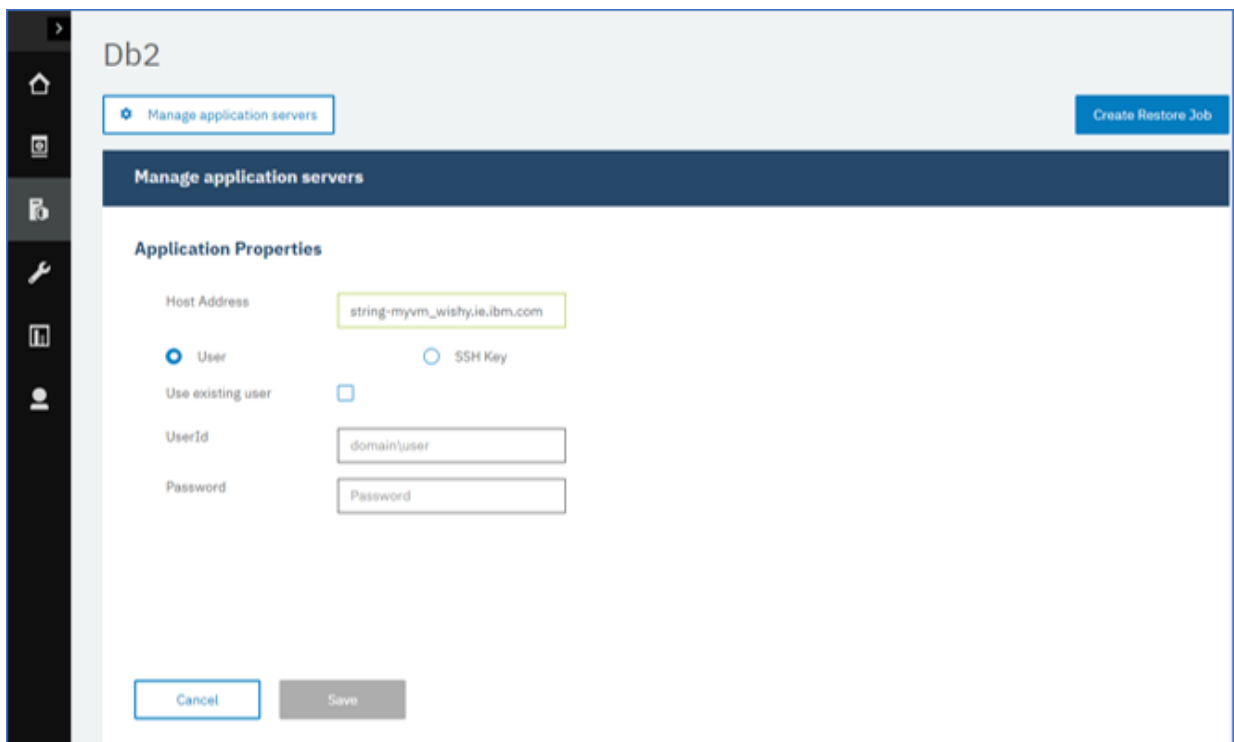 Db2
Manage application servers
Create Restore Job
Manage application servers
Application Properties
Host Address
string-myvm_wishy.ie.ibm.com
User
SSH Key
Use existing user
UserId
domain\user
Password
Password
Cancel
Save